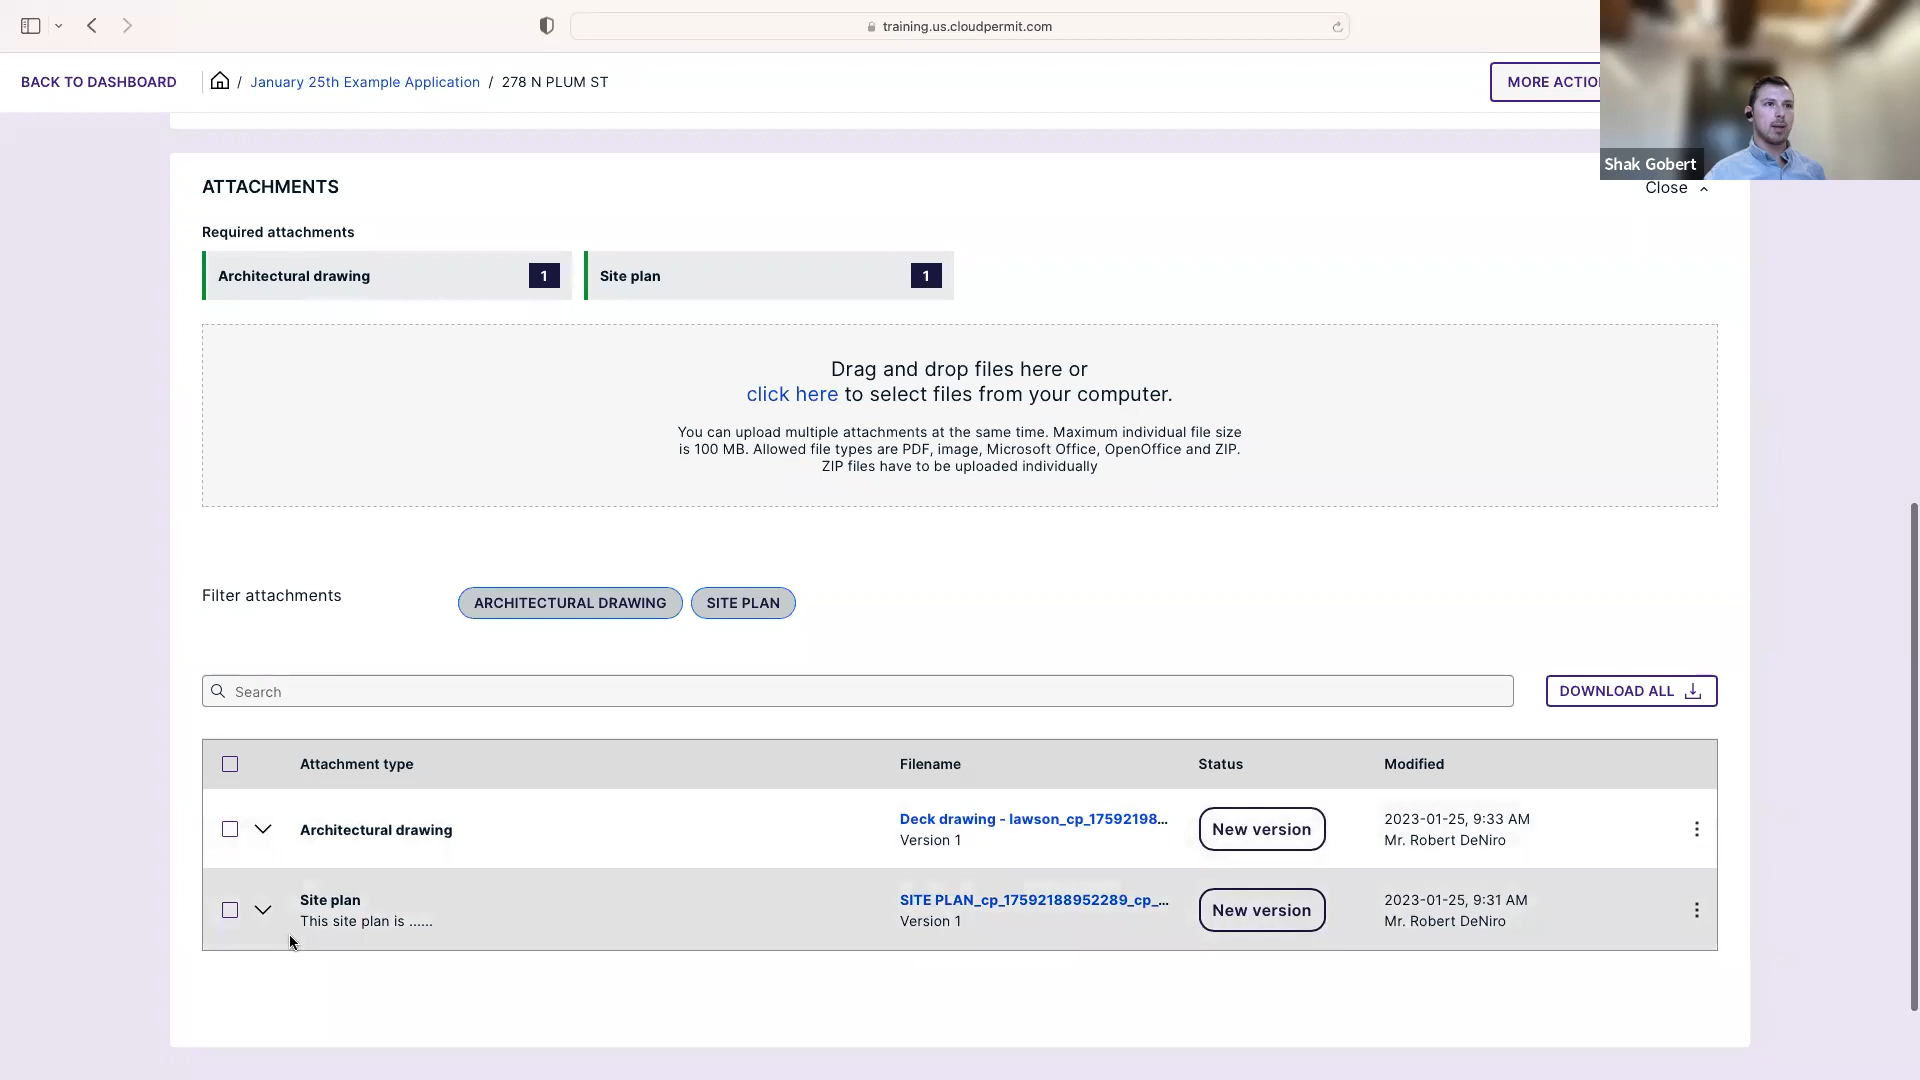 training.us.cloudpermit.com
BACK TO DASHBOARD / January 25th Example Application / 278 N PLUM ST
MORE ACTIO
Shak Gobert
ATTACHMENTS
Close
Required attachments
Architectural drawing 1
Site plan 1
Drag and drop files here or
click here to select files from your computer.
You can upload multiple attachments at the same time. Maximum individual file size
is 100 MB. Allowed file types are PDF, image, Microsoft Office, OpenOffice and ZIP.
ZIP files have to be uploaded individually
Filter attachments
ARCHITECTURAL DRAWING
SITE PLAN
Search
DOWNLOAD ALL
Attachment type Filename Status Modified
Architectural drawing
Deck drawing - lawson_cp_17592198...
Version 1
New version
2023-01-25, 9:33 AM
Mr. Robert DeNiro
Site plan
This site plan is ......
SITE PLAN_cp_17592188952289_cp_...
Version 1
New version
2023-01-25, 9:31 AM
Mr. Robert DeNiro